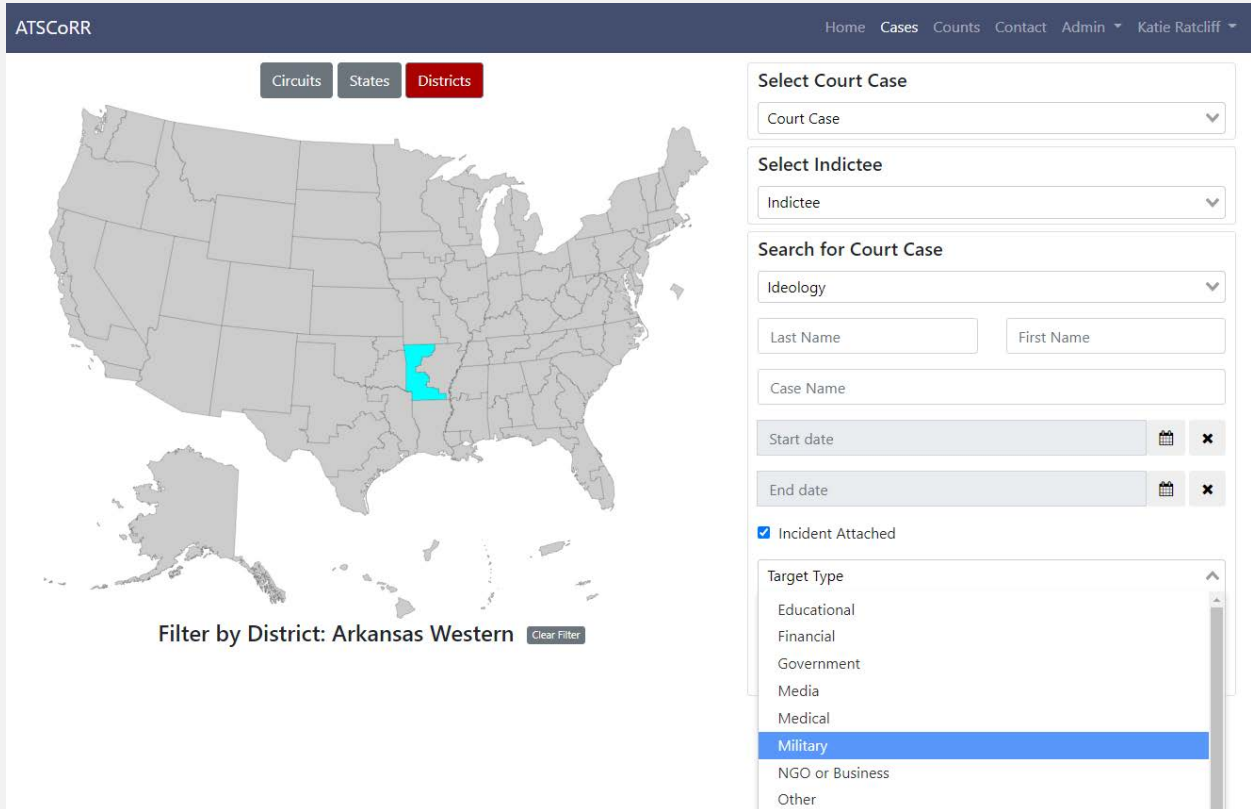 ATSCoRR
Home Cases Counts Contact Admin Katie Ratcliff
Circuits States Districts
Filter by District: Arkansas Western Clear Filter
Select Court Case
Court Case
Select Indictee
Indictee
Search for Court Case
Ideology
Last Name First Name
Case Name
Start date
End date
Incident Attached
Target Type
Educational
Financial
Government
Media
Medical
Military
NGO or Business
Other